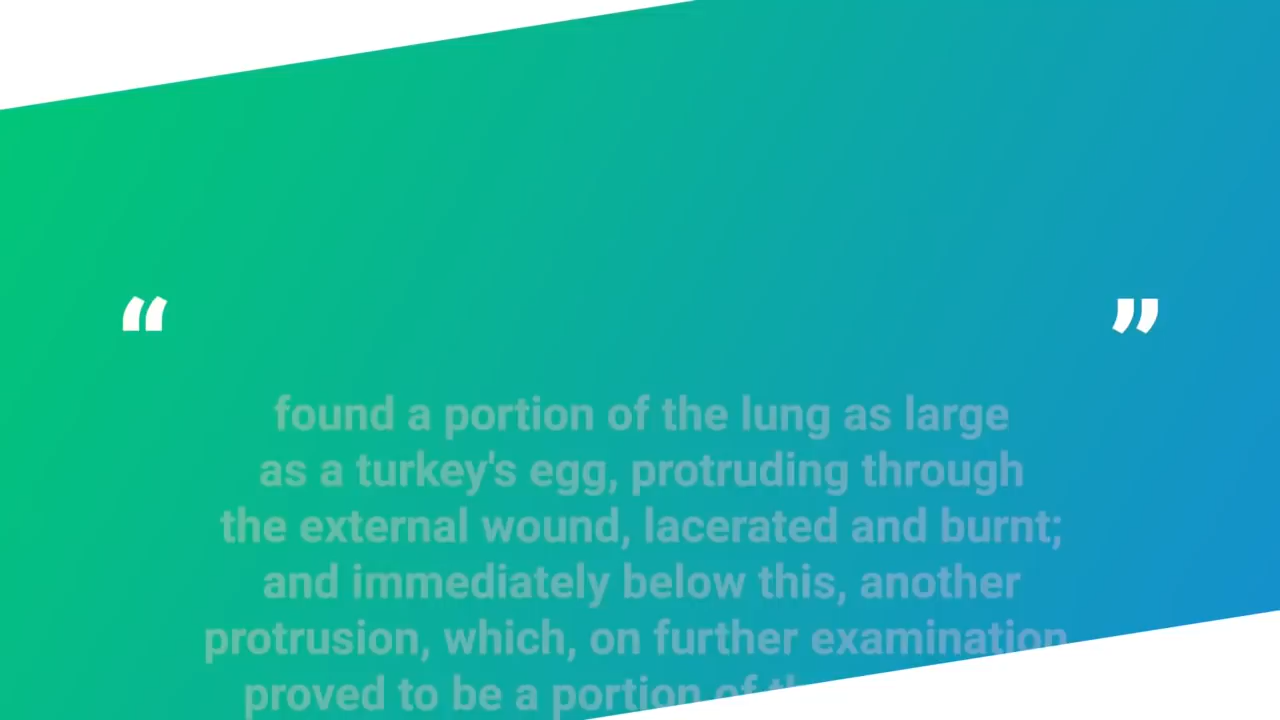 “ ”
found a portion of the lung as large
as a turkey's egg, protruding through
the external wound, lacerated and burnt;
and immediately below this, another
protrusion, which, on further examination
proved to be a portion of